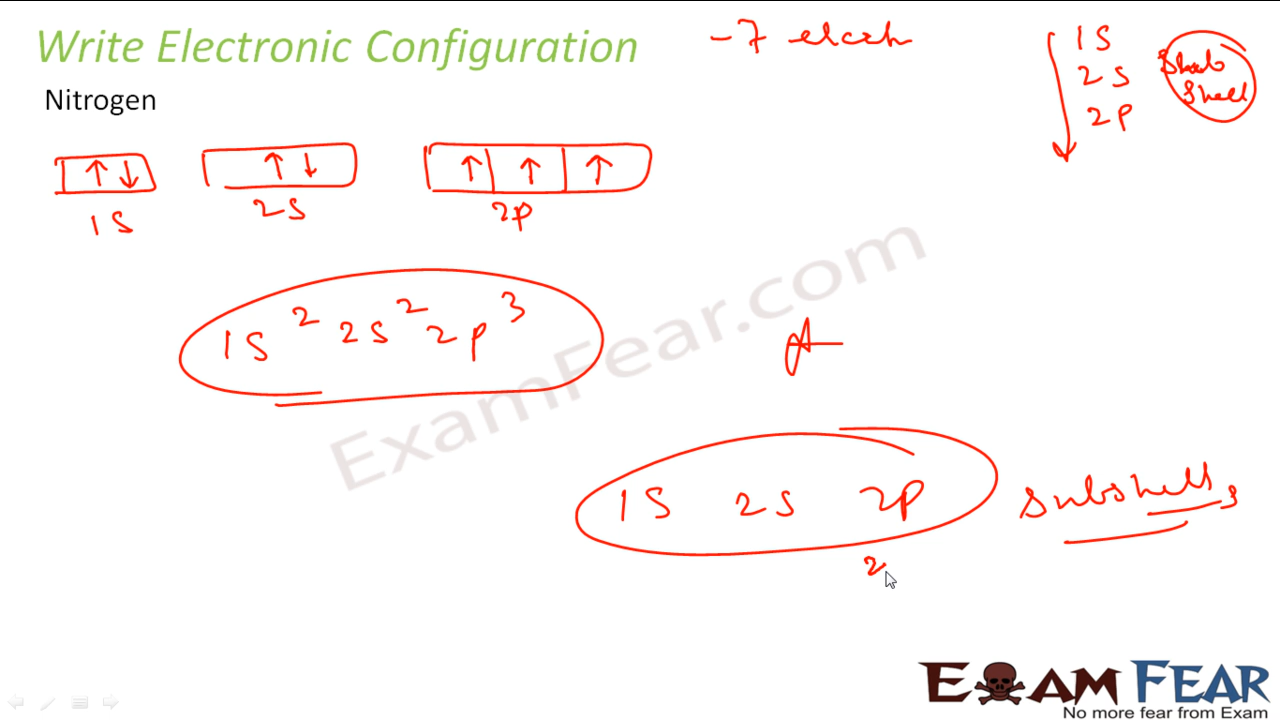 Write Electronic Configuration
- 7
Nitrogen
1S
2S
2P
Shell
↑↓ ↑↓ ↑ ↑ ↑
1S 2S 2P
1S² 2S² 2P³
ExamFear.com
1S 2S 2P
Subshells
2
EXAM FEAR
No more fear from Exam